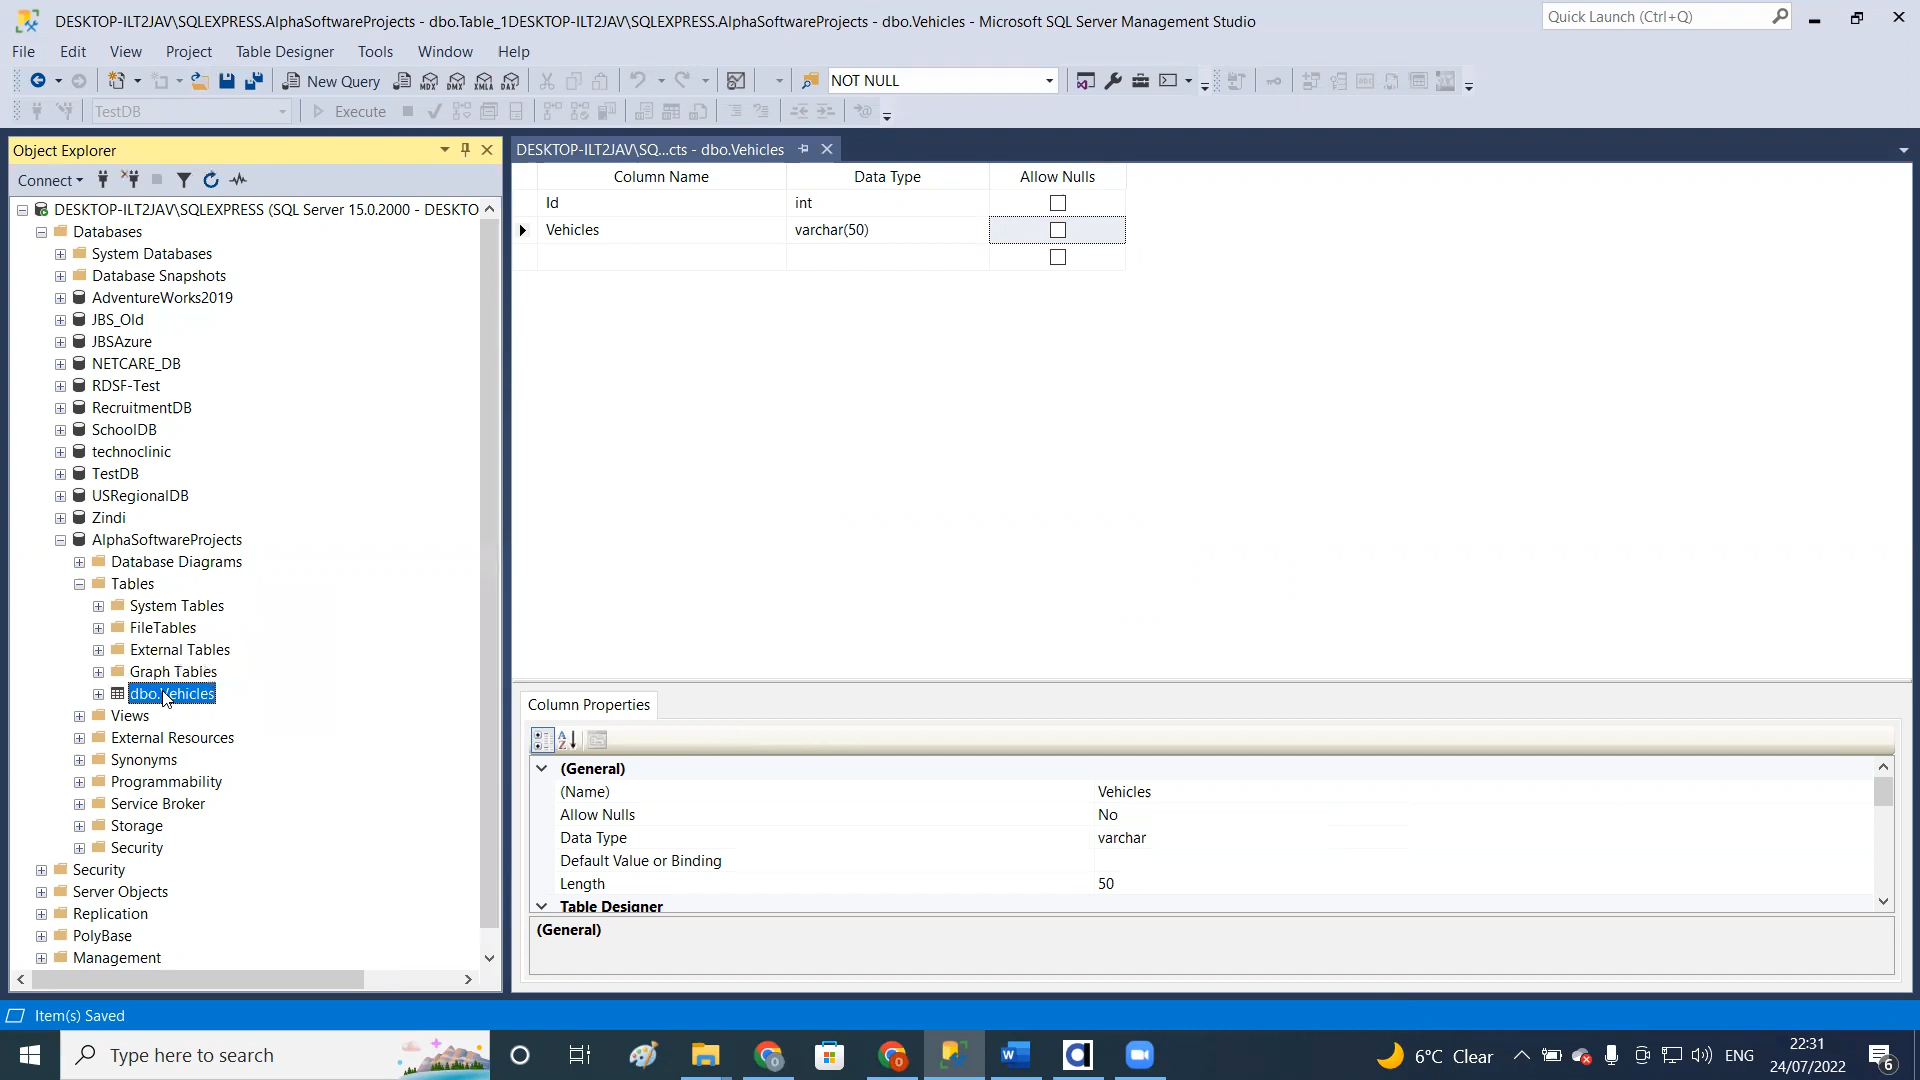 DESKTOP-ILT2JAV\SQLEXPRESS.AlphaSoftwareProjects - dbo.Table_1DESKTOP-ILT2JAV\SQLEXPRESS.AlphaSoftwareProjects - dbo.Vehicles - Microsoft SQL Server Management Studio
Quick Launch (Ctrl+Q)
File Edit View Project Table Designer Tools Window Help
New Query MDX DMX XMLA DAX NOT NULL
TestDB Execute
Object Explorer
Connect
DESKTOP-ILT2JAV\SQLEXPRESS (SQL Server 15.0.2000 - DESKTO
Databases
System Databases
Database Snapshots
AdventureWorks2019
JBS_Old
JBSAzure
NETCARE_DB
RDSF-Test
RecruitmentDB
SchoolDB
technoclinic
TestDB
USRegionalDB
Zindi
AlphaSoftwareProjects
Database Diagrams
Tables
System Tables
FileTables
External Tables
Graph Tables
dbo.Vehicles
Views
External Resources
Synonyms
Programmability
Service Broker
Storage
Security
Security
Server Objects
Replication
PolyBase
Management
DESKTOP-ILT2JAV\SQ...cts - dbo.Vehicles
Column Name Data Type Allow Nulls
Id int
Vehicles varchar(50)
Column Properties
(General)
(Name) Vehicles
Allow Nulls No
Data Type varchar
Default Value or Binding
Length 50
Table Designer
(General)
Item(s) Saved
Type here to search
6°C Clear
ENG
22:31
24/07/2022
6